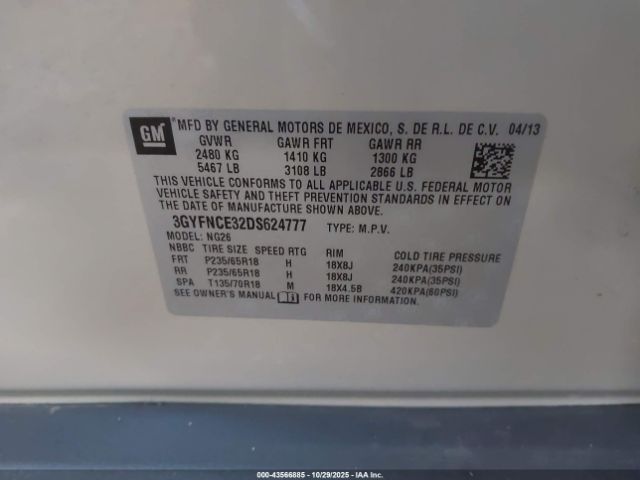 GM
MFD BY GENERAL MOTORS DE MEXICO, S. DE R.L. DE C.V. 04/13
GVWR GAWR FRT GAWR RR
2480 KG 1410 KG 1300 KG
5467 LB 3108 LB 2866 LB
THIS VEHICLE CONFORMS TO ALL APPLICABLE U.S. FEDERAL MOTOR
VEHICLE SAFETY AND THEFT PREVENTION STANDARDS IN EFFECT ON
THE DATE OF MANUFACTURE SHOWN ABOVE.
3GYFNCE32DS624777 TYPE: M.P.V.
MODEL: NG26
NBBC TIRE SIZE SPEED RTG RIM COLD TIRE PRESSURE
FRT P235/65R18 H 18X8J 240KPA(35PSI)
RR P235/65R18 H 18X8J 240KPA(35PSI)
SPA T135/70R18 M 18X4.5B 420KPA(60PSI)
SEE OWNER'S MANUAL FOR MORE INFORMATION.
000-43566885 - 10/29/2025 - Copyright 2025 IAA, Inc. All Rights Reserved.